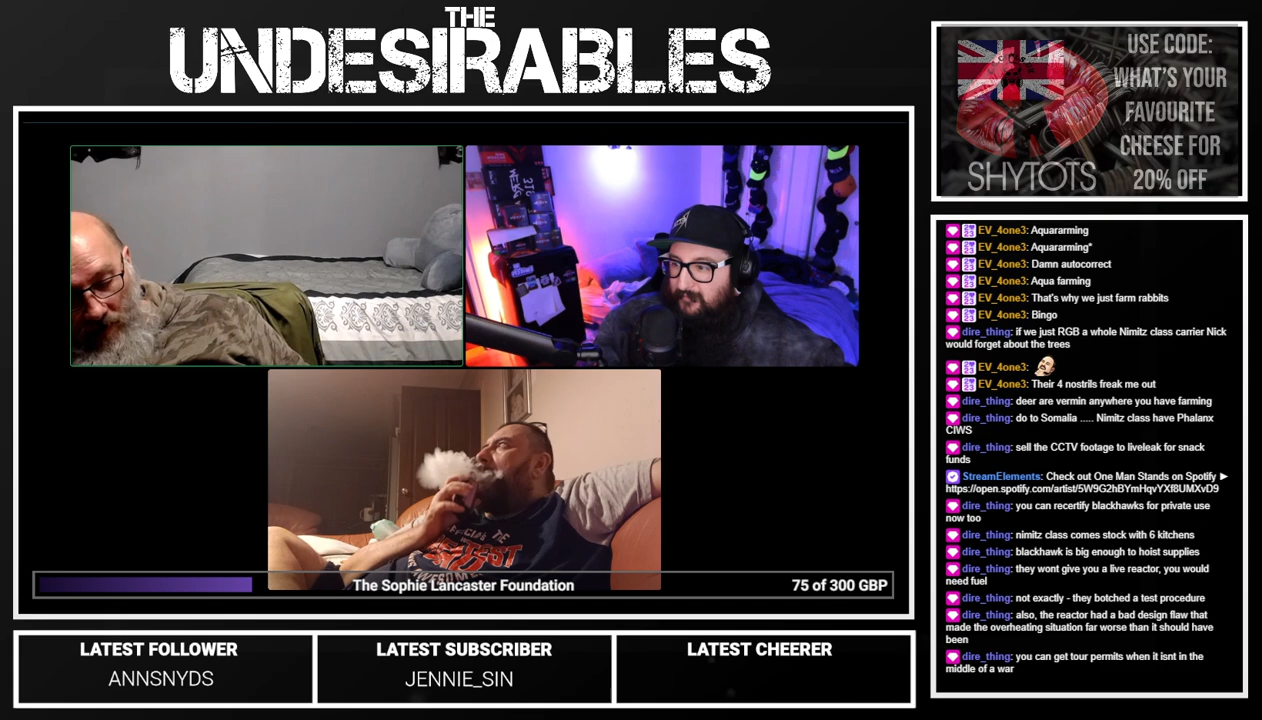 THE
UNDESIRABLES
USE CODE:
WHAT'S YOUR
FAVOURITE
CHEESE FOR
20% OFF
SHYTOTS
EV_4one3: Aquararming
EV_4one3: Aquararming*
EV_4one3: Damn autocorrect
EV_4one3: Aqua farming
EV_4one3: That's why we just farm rabbits
EV_4one3: Bingo
dire_thing: if we just RGB a whole Nimitz class carrier Nick
would forget about the trees
EV_4one3:
EV_4one3: Their 4 nostrils freak me out
dire_thing: deer are vermin anywhere you have farming
dire_thing: do to Somalia ..... Nimitz class have Phalanx
CIWS
dire_thing: sell the CCTV footage to liveleak for snack
funds
StreamElements: Check out One Man Stands on Spotify ►
https://open.spotify.com/artist/5W9G2hBYmHqvYXf8UMXvD9
dire_thing: you can recertify blackhawks for private use
now too
dire_thing: nimitz class comes stock with 6 kitchens
dire_thing: blackhawk is big enough to hoist supplies
dire_thing: they wont give you a live reactor, you would
need fuel
dire_thing: not exactly - they botched a test procedure
dire_thing: also, the reactor had a bad design flaw that
made the overheating situation far worse than it should have
been
dire_thing: you can get tour permits when it isnt in the
middle of a war
The Sophie Lancaster Foundation
75 of 300 GBP
LATEST FOLLOWER
ANNSNYDS
LATEST SUBSCRIBER
JENNIE_SIN
LATEST CHEERER